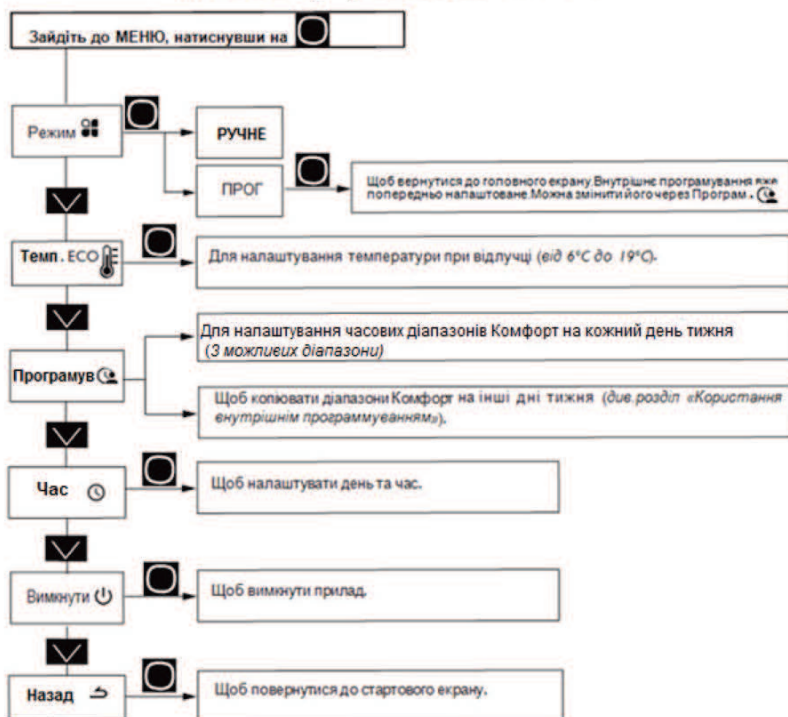 Зайдіть до МЕНЮ, натиснувши на
Режим
РУЧНЕ
ПРОГ
Щоб вернутися до головного екрану.Внутрішнє програмування вже
попередньо налаштоване.Можна змінити його через Програм.
Темп.ECO
Для налаштування температури при відлучці (від 6°C до 19°C).
Програмув
Для налаштування часових діапазонів Комфорт на кожний день тижня
(3 можливих діапазони)
Щоб копіювати діапазони Комфорт на інші дні тижня (див.розділ «Користання
внутрішнім программуванням»).
Час
Щоб налаштувати день та час.
Вимкнути
Щоб вимкнути прилад.
Назад
Щоб повернутися до стартового екрану.